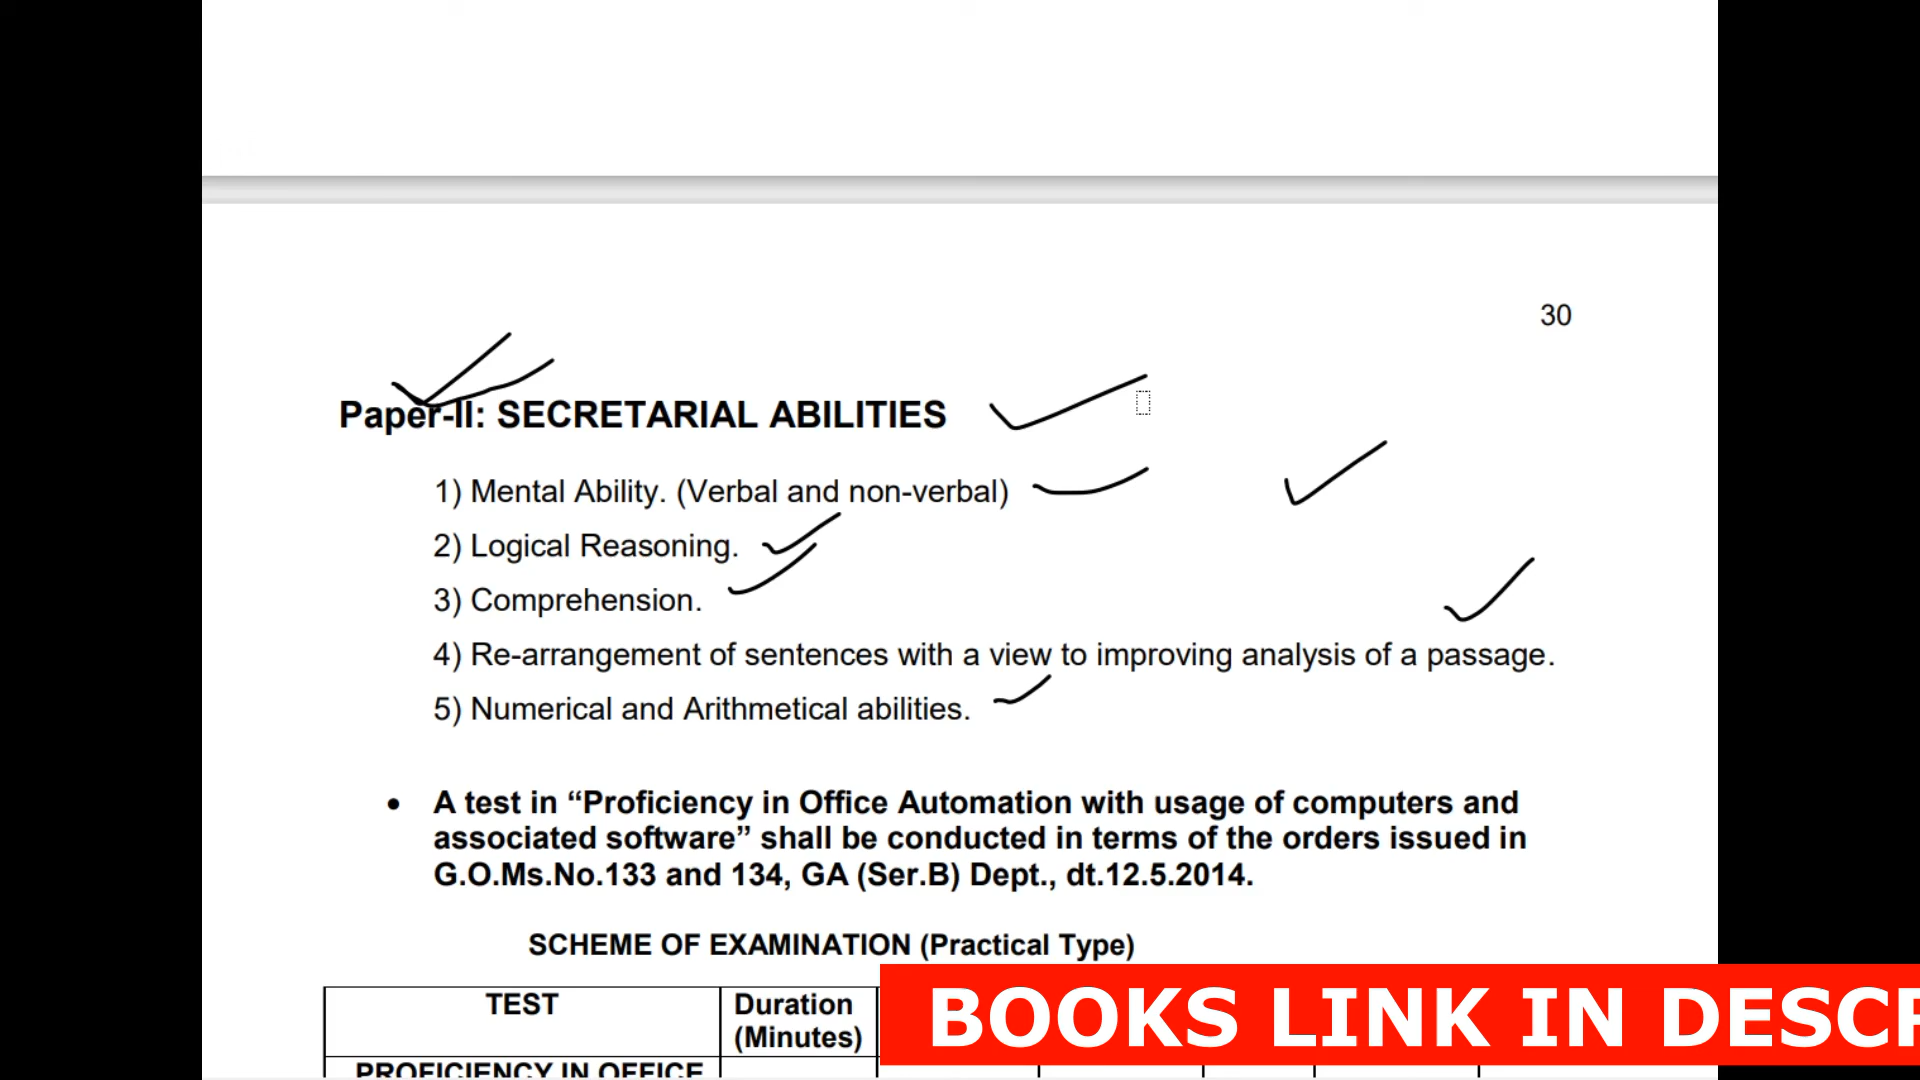 30
Paper-II: SECRETARIAL ABILITIES
1) Mental Ability. (Verbal and non-verbal)
2) Logical Reasoning.
3) Comprehension.
4) Re-arrangement of sentences with a view to improving analysis of a passage.
5) Numerical and Arithmetical abilities.
• A test in “Proficiency in Office Automation with usage of computers and
associated software” shall be conducted in terms of the orders issued in
G.O.Ms.No.133 and 134, GA (Ser.B) Dept., dt.12.5.2014.
SCHEME OF EXAMINATION (Practical Type)
TEST
Duration
(Minutes)
PROFICIENCY IN OFFICE
BOOKS LINK IN DESCR